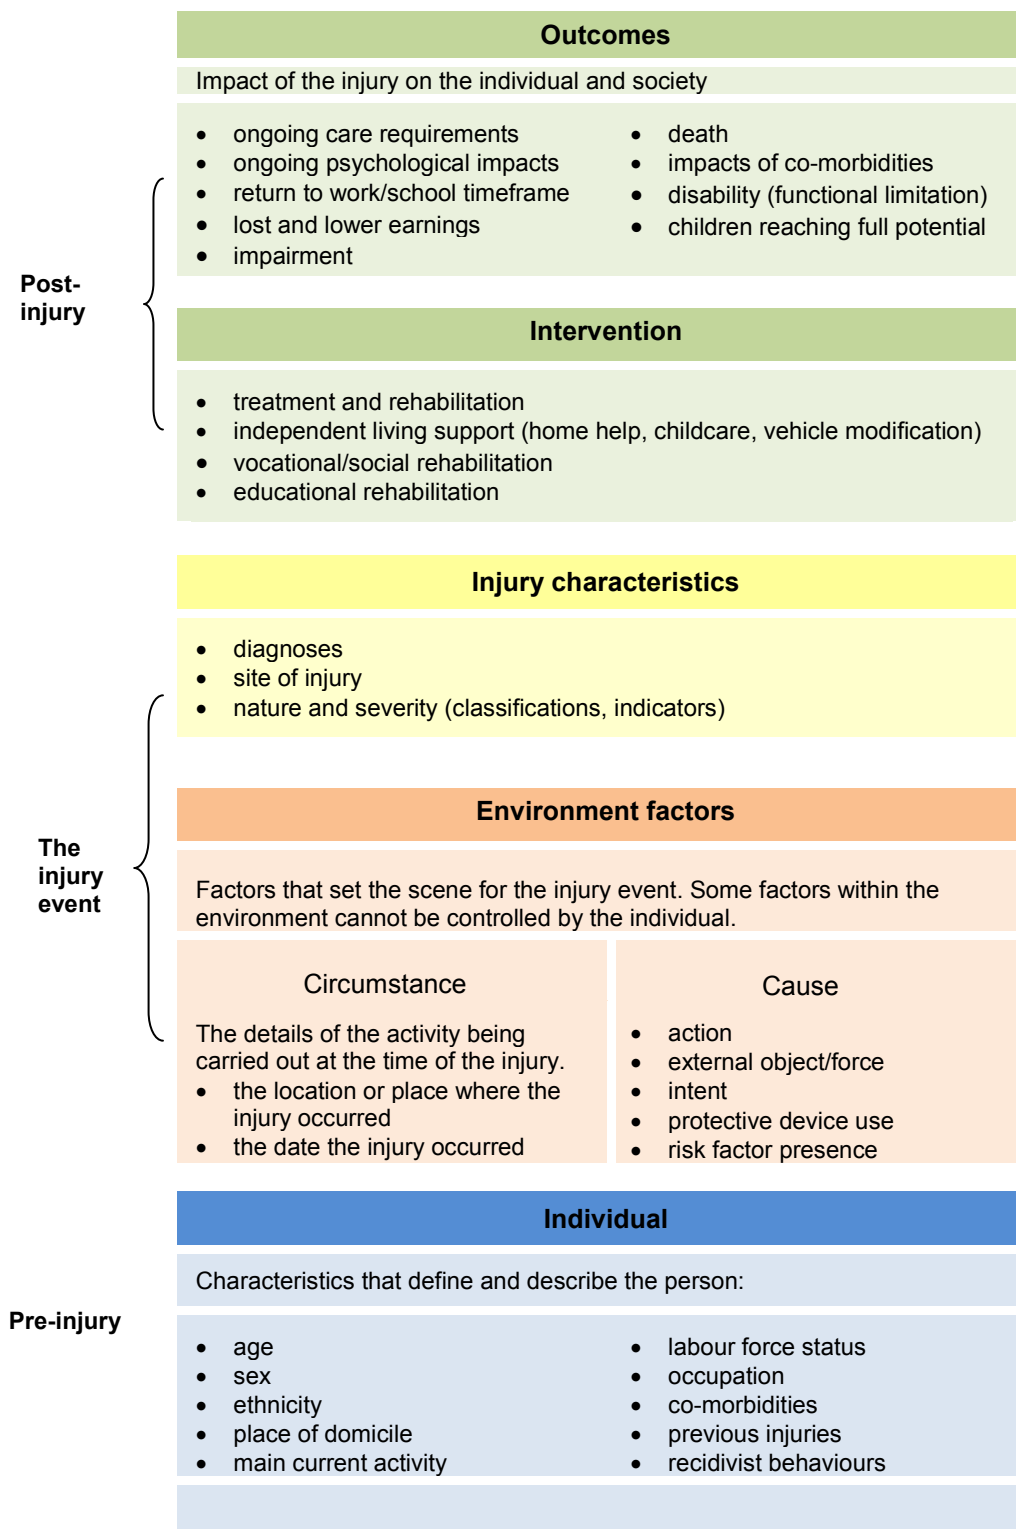 Outcomes
Impact of the injury on the individual and society
• ongoing care requirements
• ongoing psychological impacts
• return to work/school timeframe
• lost and lower earnings
• impairment
• death
• impacts of co-morbidities
• disability (functional limitation)
• children reaching full potential
Post-
injury
Intervention
• treatment and rehabilitation
• independent living support (home help, childcare, vehicle modification)
• vocational/social rehabilitation
• educational rehabilitation
Injury characteristics
• diagnoses
• site of injury
• nature and severity (classifications, indicators)
The
injury
event
Environment factors
Factors that set the scene for the injury event. Some factors within the
environment cannot be controlled by the individual.
Circumstance
The details of the activity being
carried out at the time of the injury.
• the location or place where the
injury occurred
• the date the injury occurred
Cause
• action
• external object/force
• intent
• protective device use
• risk factor presence
Individual
Characteristics that define and describe the person:
Pre-injury
• age
• sex
• ethnicity
• place of domicile
• main current activity
• labour force status
• occupation
• co-morbidities
• previous injuries
• recidivist behaviours